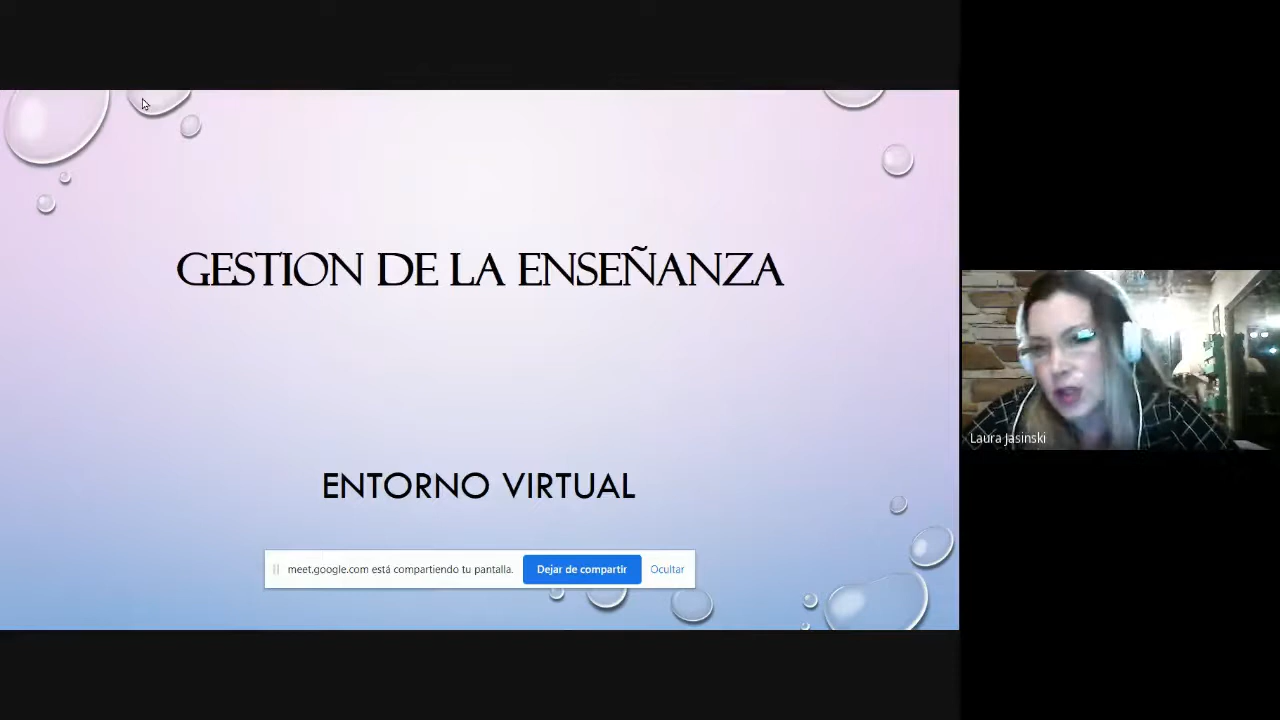 GESTION DE LA ENSEÑANZA
ENTORNO VIRTUAL
meet.google.com está compartiendo tu pantalla.
Dejar de compartir
Ocultar
Laura Jasinski